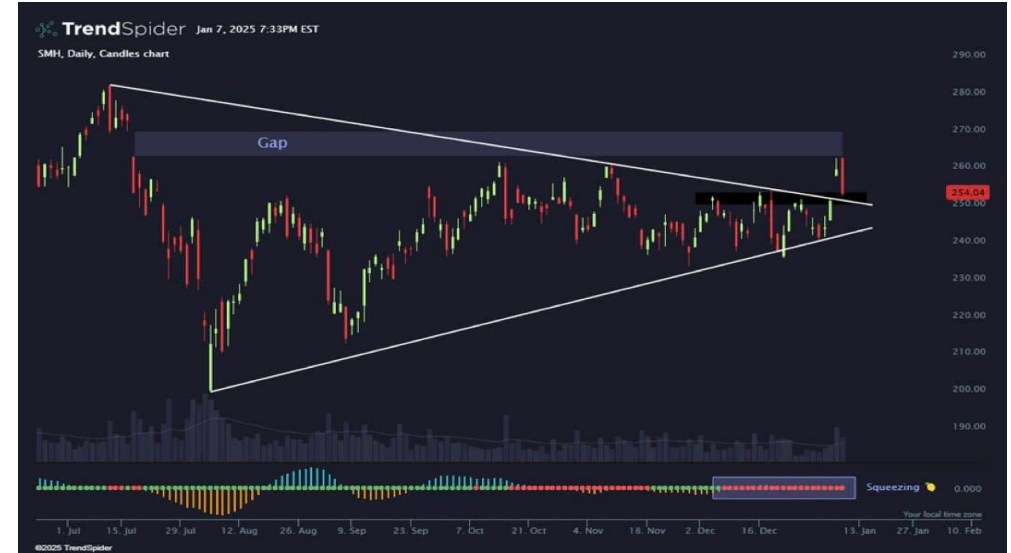 TrendSpider Jan 7, 2025 7:33PM EST
SMH, Daily, Candles chart
290.00
280.00
270.00
Gap
260.00
254.04
250.00
240.00
230.00
220.00
210.00
200.00
190.00
Squeezing 0.000
Your local time zone
1. Jul 15. Jul 29. Jul 12. Aug 26. Aug 9. Sep 23. Sep 7. Oct 21. Oct 4. Nov 18. Nov 2. Dec 16. Dec 13. Jan 27. Jan 10. Feb
©2025 TrendSpider